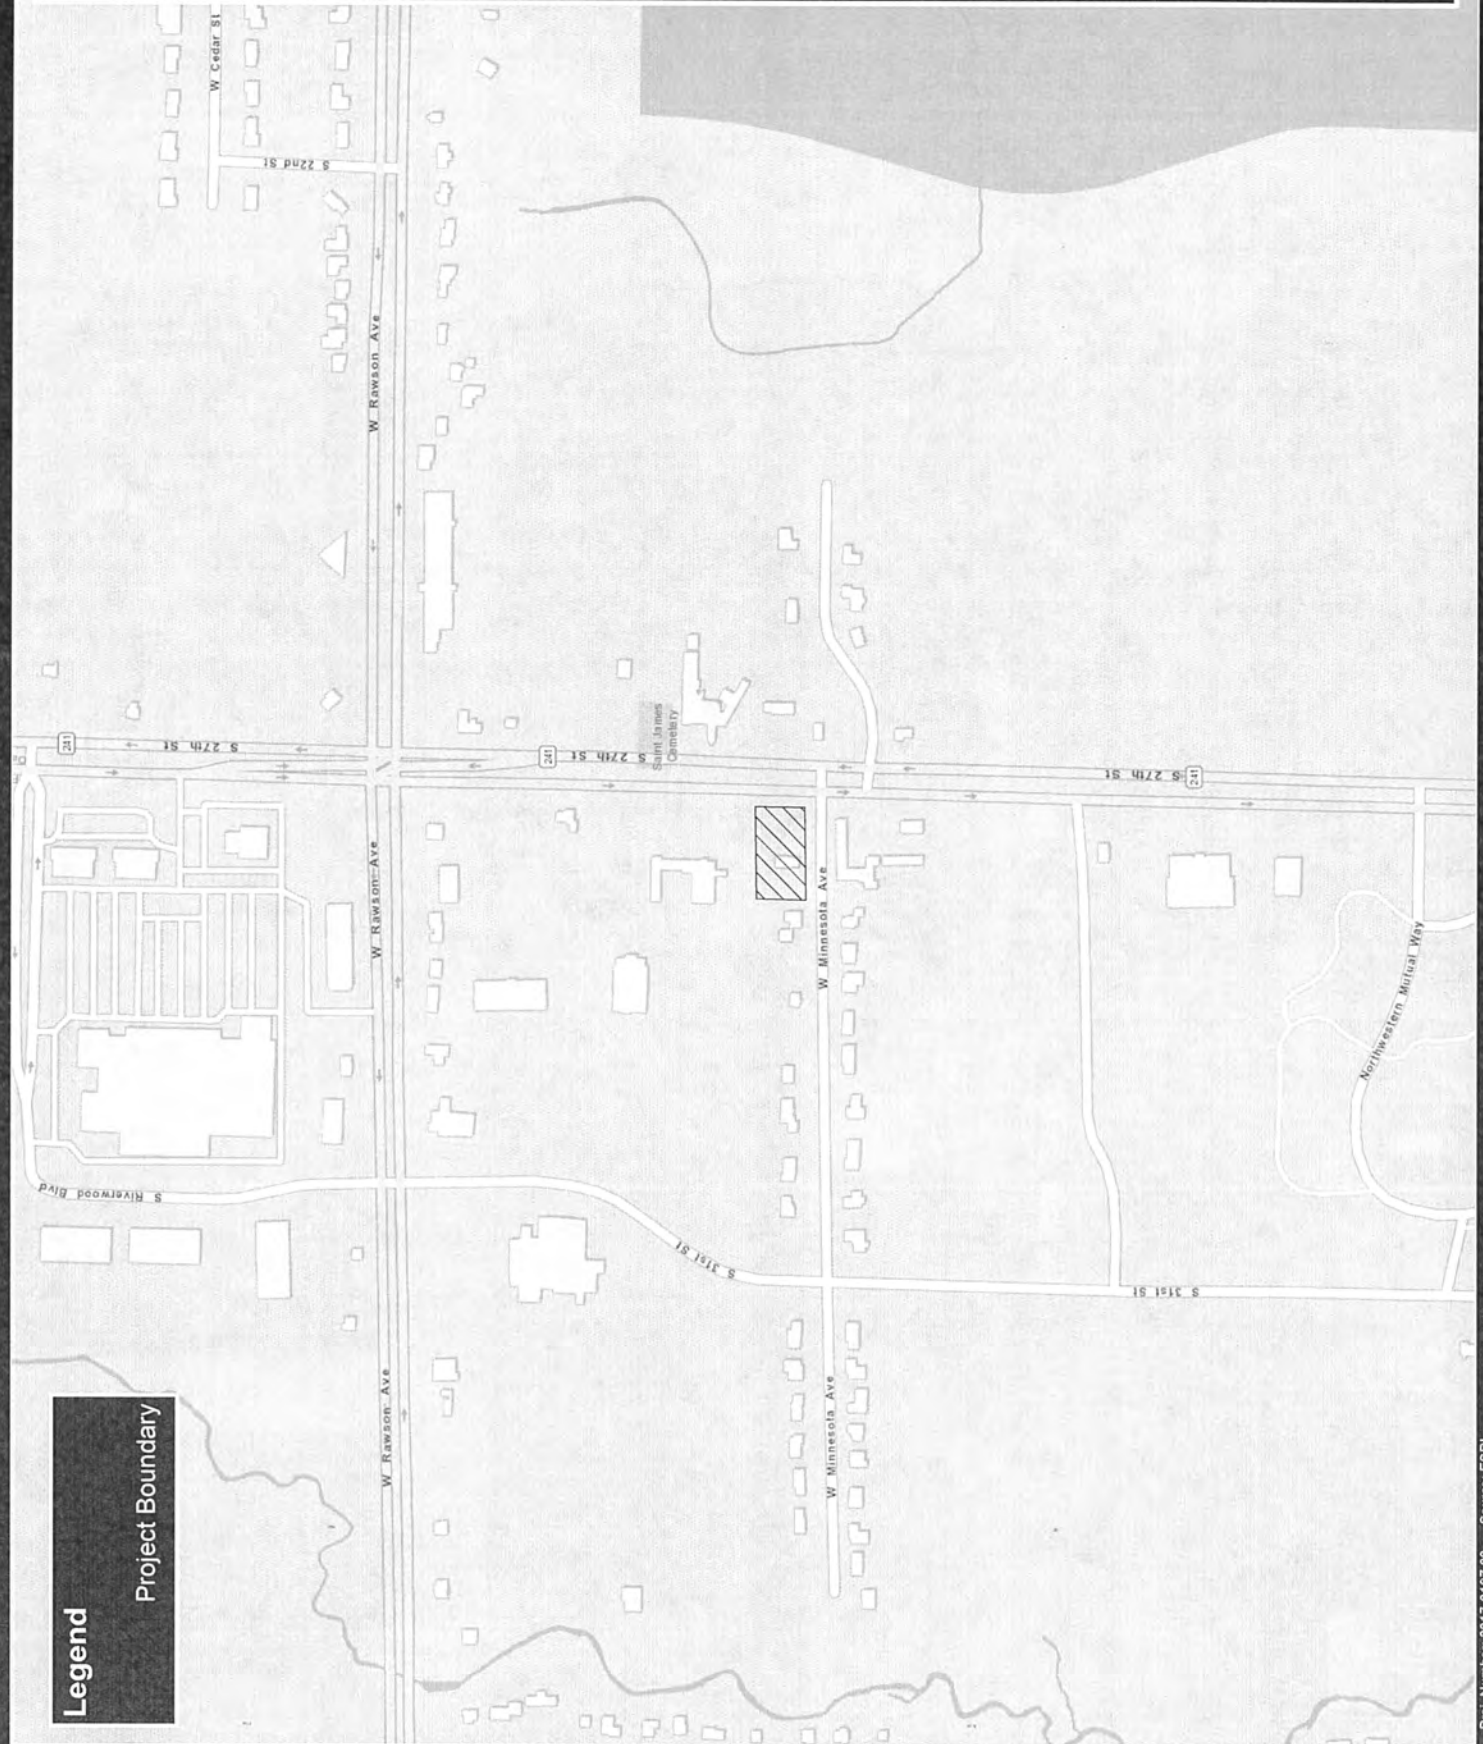 Legend
Project Boundary
W Cedar St
S 22nd St
W Rawson Ave
S 27th St
241
S 27th St
241
Saint James
Cemetery
S 27th St
241
W Rawson Ave
W Minnesota Ave
Northwestern Mutual Way
S Riverwood Blvd
S 31st St
S 31st St
W Rawson Ave
W Minnesota Ave